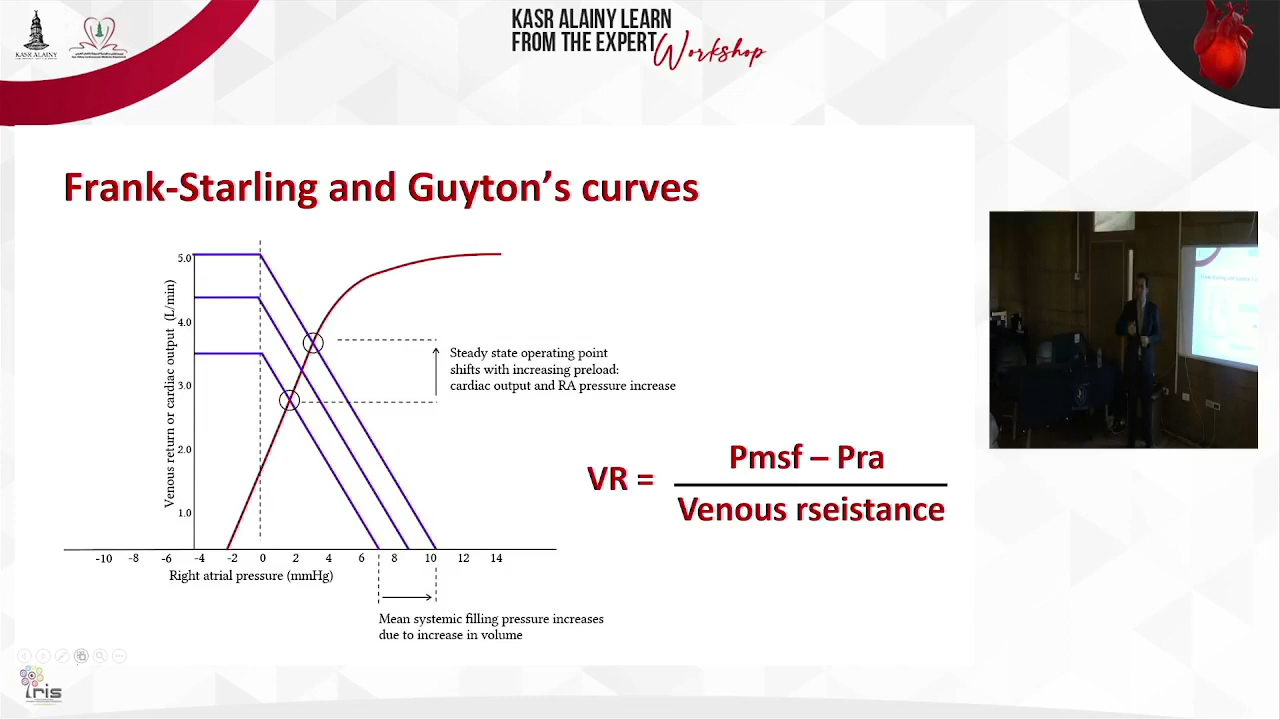 KASR ALAINY LEARN
FROM THE EXPERT
Workshop
KASR ALAINY
Frank-Starling and Guyton's curves
5.0
4.0
3.0
2.0
1.0
Venous return or cardiac output (L/min)
Steady state operating point
shifts with increasing preload:
cardiac output and RA pressure increase
VR =
Pmsf – Pra
Venous rseistance
-10 -8 -6 -4 -2 0 2 4 6 8 10 12 14
Right atrial pressure (mmHg)
Mean systemic filling pressure increases
due to increase in volume
iris